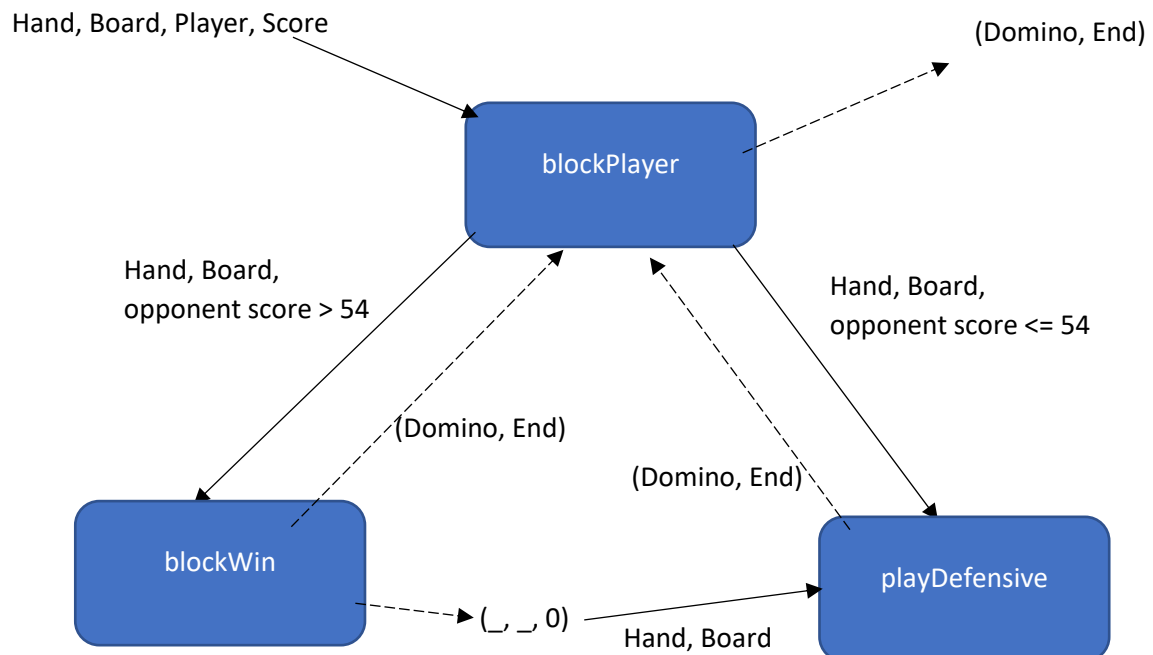 Hand, Board, Player, Score
(Domino, End)
blockPlayer
Hand, Board,
opponent score > 54
Hand, Board,
opponent score <= 54
(Domino, End)
(Domino, End)
blockWin
playDefensive
(_, _, 0)
Hand, Board